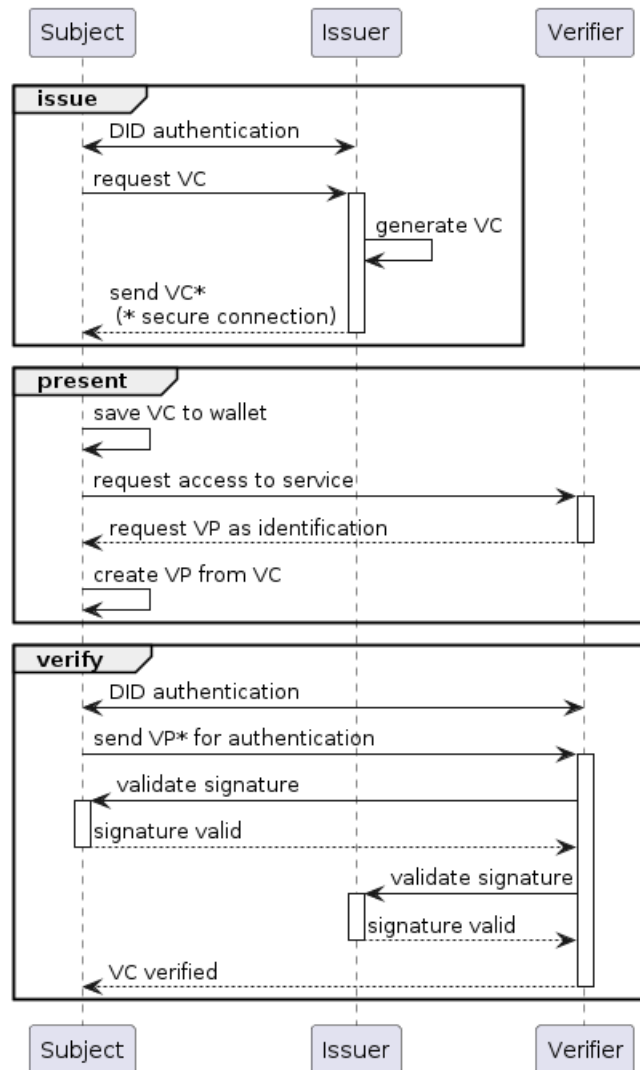 Subject
Issuer
Verifier
issue
DID authentication
request VC
generate VC
send VC*
(* secure connection)
present
save VC to wallet
request access to service
request VP as identification
create VP from VC
verify
DID authentication
send VP* for authentication
validate signature
signature valid
validate signature
signature valid
VC verified
Subject
Issuer
Verifier